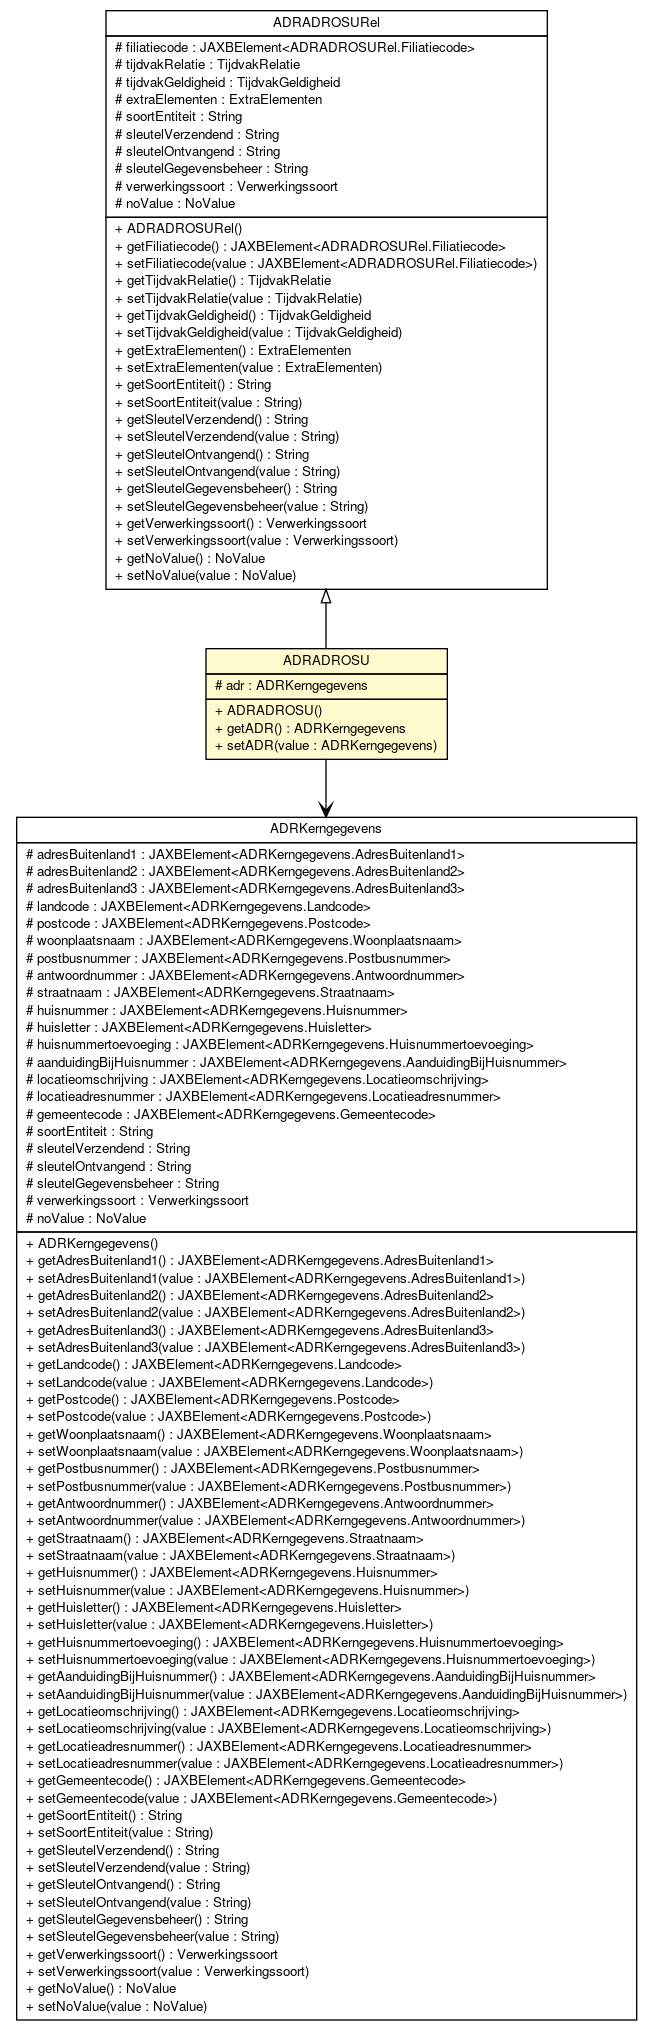 ADRADROSURel
# filiatiecode : JAXBElement<ADRADROSURel.Filiatiecode>
# tijdvakRelatie : TijdvakRelatie
# tijdvakGeldigheid : TijdvakGeldigheid
# extraElementen : ExtraElementen
# soortEntiteit : String
# sleutelVerzendend : String
# sleutelOntvangend : String
# sleutelGegevensbeheer : String
# verwerkingssoort : Verwerkingssoort
# noValue : NoValue
+ ADRADROSURel()
+ getFiliatiecode() : JAXBElement<ADRADROSURel.Filiatiecode>
+ setFiliatiecode(value : JAXBElement<ADRADROSURel.Filiatiecode>)
+ getTijdvakRelatie() : TijdvakRelatie
+ setTijdvakRelatie(value : TijdvakRelatie)
+ getTijdvakGeldigheid() : TijdvakGeldigheid
+ setTijdvakGeldigheid(value : TijdvakGeldigheid)
+ getExtraElementen() : ExtraElementen
+ setExtraElementen(value : ExtraElementen)
+ getSoortEntiteit() : String
+ setSoortEntiteit(value : String)
+ getSleutelVerzendend() : String
+ setSleutelVerzendend(value : String)
+ getSleutelOntvangend() : String
+ setSleutelOntvangend(value : String)
+ getSleutelGegevensbeheer() : String
+ setSleutelGegevensbeheer(value : String)
+ getVerwerkingssoort() : Verwerkingssoort
+ setVerwerkingssoort(value : Verwerkingssoort)
+ getNoValue() : NoValue
+ setNoValue(value : NoValue)
ADRADROSU
# adr : ADRKerngegevens
+ ADRADROSU()
+ getADR() : ADRKerngegevens
+ setADR(value : ADRKerngegevens)
ADRKerngegevens
# adresBuitenland1 : JAXBElement<ADRKerngegevens.AdresBuitenland1>
# adresBuitenland2 : JAXBElement<ADRKerngegevens.AdresBuitenland2>
# adresBuitenland3 : JAXBElement<ADRKerngegevens.AdresBuitenland3>
# landcode : JAXBElement<ADRKerngegevens.Landcode>
# postcode : JAXBElement<ADRKerngegevens.Postcode>
# woonplaatsnaam : JAXBElement<ADRKerngegevens.Woonplaatsnaam>
# postbusnummer : JAXBElement<ADRKerngegevens.Postbusnummer>
# antwoordnummer : JAXBElement<ADRKerngegevens.Antwoordnummer>
# straatnaam : JAXBElement<ADRKerngegevens.Straatnaam>
# huisnummer : JAXBElement<ADRKerngegevens.Huisnummer>
# huisletter : JAXBElement<ADRKerngegevens.Huisletter>
# huisnummertoevoeging : JAXBElement<ADRKerngegevens.Huisnummertoevoeging>
# aanduidingBijHuisnummer : JAXBElement<ADRKerngegevens.AanduidingBijHuisnummer>
# locatieomschrijving : JAXBElement<ADRKerngegevens.Locatieomschrijving>
# locatieadresnummer : JAXBElement<ADRKerngegevens.Locatieadresnummer>
# gemeentecode : JAXBElement<ADRKerngegevens.Gemeentecode>
# soortEntiteit : String
# sleutelVerzendend : String
# sleutelOntvangend : String
# sleutelGegevensbeheer : String
# verwerkingssoort : Verwerkingssoort
# noValue : NoValue
+ ADRKerngegevens()
+ getAdresBuitenland1() : JAXBElement<ADRKerngegevens.AdresBuitenland1>
+ setAdresBuitenland1(value : JAXBElement<ADRKerngegevens.AdresBuitenland1>)
+ getAdresBuitenland2() : JAXBElement<ADRKerngegevens.AdresBuitenland2>
+ setAdresBuitenland2(value : JAXBElement<ADRKerngegevens.AdresBuitenland2>)
+ getAdresBuitenland3() : JAXBElement<ADRKerngegevens.AdresBuitenland3>
+ setAdresBuitenland3(value : JAXBElement<ADRKerngegevens.AdresBuitenland3>)
+ getLandcode() : JAXBElement<ADRKerngegevens.Landcode>
+ setLandcode(value : JAXBElement<ADRKerngegevens.Landcode>)
+ getPostcode() : JAXBElement<ADRKerngegevens.Postcode>
+ setPostcode(value : JAXBElement<ADRKerngegevens.Postcode>)
+ getWoonplaatsnaam() : JAXBElement<ADRKerngegevens.Woonplaatsnaam>
+ setWoonplaatsnaam(value : JAXBElement<ADRKerngegevens.Woonplaatsnaam>)
+ getPostbusnummer() : JAXBElement<ADRKerngegevens.Postbusnummer>
+ setPostbusnummer(value : JAXBElement<ADRKerngegevens.Postbusnummer>)
+ getAntwoordnummer() : JAXBElement<ADRKerngegevens.Antwoordnummer>
+ setAntwoordnummer(value : JAXBElement<ADRKerngegevens.Antwoordnummer>)
+ getStraatnaam() : JAXBElement<ADRKerngegevens.Straatnaam>
+ setStraatnaam(value : JAXBElement<ADRKerngegevens.Straatnaam>)
+ getHuisnummer() : JAXBElement<ADRKerngegevens.Huisnummer>
+ setHuisnummer(value : JAXBElement<ADRKerngegevens.Huisnummer>)
+ getHuisletter() : JAXBElement<ADRKerngegevens.Huisletter>
+ setHuisletter(value : JAXBElement<ADRKerngegevens.Huisletter>)
+ getHuisnummertoevoeging() : JAXBElement<ADRKerngegevens.Huisnummertoevoeging>
+ setHuisnummertoevoeging(value : JAXBElement<ADRKerngegevens.Huisnummertoevoeging>)
+ getAanduidingBijHuisnummer() : JAXBElement<ADRKerngegevens.AanduidingBijHuisnummer>
+ setAanduidingBijHuisnummer(value : JAXBElement<ADRKerngegevens.AanduidingBijHuisnummer>)
+ getLocatieomschrijving() : JAXBElement<ADRKerngegevens.Locatieomschrijving>
+ setLocatieomschrijving(value : JAXBElement<ADRKerngegevens.Locatieomschrijving>)
+ getLocatieadresnummer() : JAXBElement<ADRKerngegevens.Locatieadresnummer>
+ setLocatieadresnummer(value : JAXBElement<ADRKerngegevens.Locatieadresnummer>)
+ getGemeentecode() : JAXBElement<ADRKerngegevens.Gemeentecode>
+ setGemeentecode(value : JAXBElement<ADRKerngegevens.Gemeentecode>)
+ getSoortEntiteit() : String
+ setSoortEntiteit(value : String)
+ getSleutelVerzendend() : String
+ setSleutelVerzendend(value : String)
+ getSleutelOntvangend() : String
+ setSleutelOntvangend(value : String)
+ getSleutelGegevensbeheer() : String
+ setSleutelGegevensbeheer(value : String)
+ getVerwerkingssoort() : Verwerkingssoort
+ setVerwerkingssoort(value : Verwerkingssoort)
+ getNoValue() : NoValue
+ setNoValue(value : NoValue)